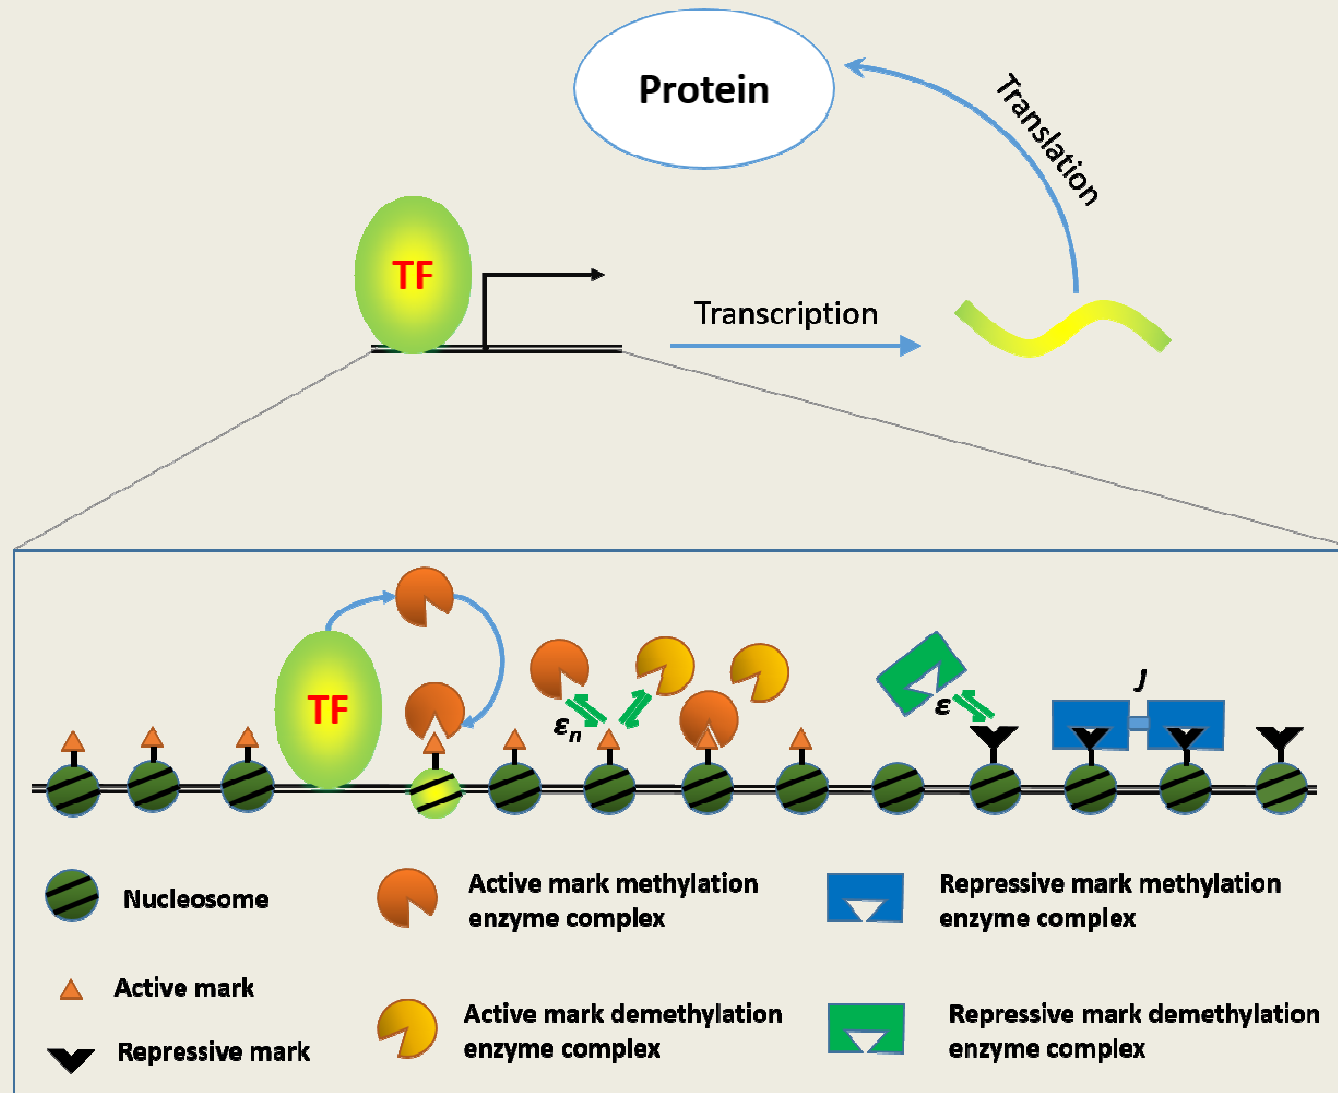 Protein
Translation
TF
Transcription
J
TF
ε
εn
Nucleosome
Active mark methylation
enzyme complex
Repressive mark methylation
enzyme complex
Active mark
Repressive mark
Active mark demethylation
enzyme complex
Repressive mark demethylation
enzyme complex